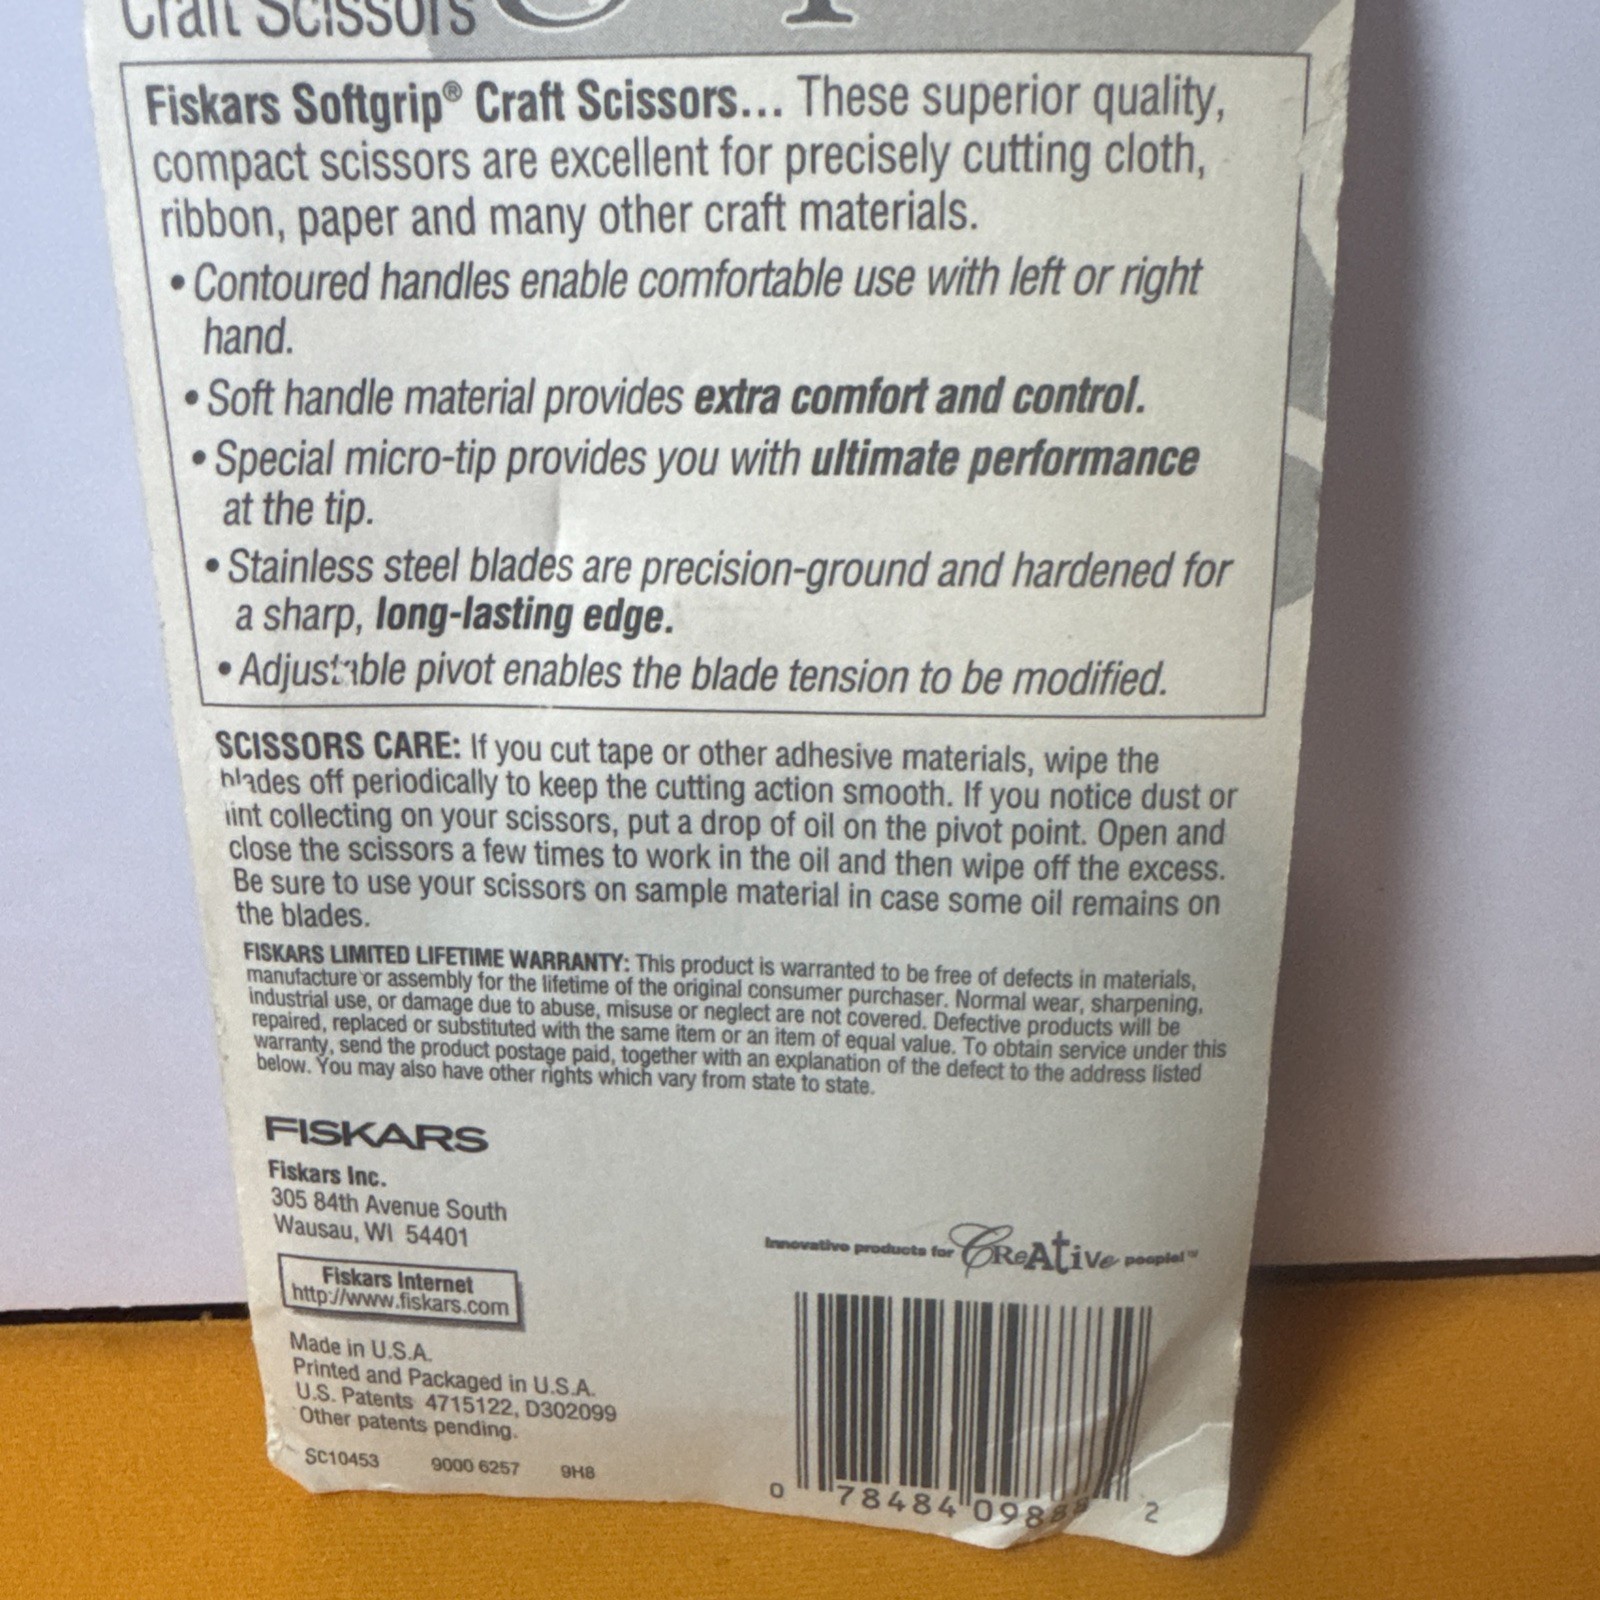 Craft Scissors
Fiskars Softgrip® Craft Scissors... These superior quality,
compact scissors are excellent for precisely cutting cloth,
ribbon, paper and many other craft materials.
• Contoured handles enable comfortable use with left or right
hand.
• Soft handle material provides extra comfort and control.
• Special micro-tip provides you with ultimate performance
at the tip.
• Stainless steel blades are precision-ground and hardened for
a sharp, long-lasting edge.
• Adjustable pivot enables the blade tension to be modified.
SCISSORS CARE: If you cut tape or other adhesive materials, wipe the
blades off periodically to keep the cutting action smooth. If you notice dust or
lint collecting on your scissors, put a drop of oil on the pivot point. Open and
close the scissors a few times to work in the oil and then wipe off the excess.
Be sure to use your scissors on sample material in case some oil remains on
the blades.
FISKARS LIMITED LIFETIME WARRANTY: This product is warranted to be free of defects in materials,
manufacture or assembly for the lifetime of the original consumer purchaser. Normal wear, sharpening,
industrial use, or damage due to abuse, misuse or neglect are not covered. Defective products will be
repaired, replaced or substituted with the same item or an item of equal value. To obtain service under this
warranty, send the product postage paid, together with an explanation of the defect to the address listed
below. You may also have other rights which vary from state to state.
FISKARS
Fiskars Inc.
305 84th Avenue South
Wausau, WI 54401
Fiskars Internet
http://www.fiskars.com
Made in U.S.A.
Printed and Packaged in U.S.A.
U.S. Patents 4715122, D302099
Other patents pending.
SC10453 9000 6257 9H8
Innovative products for CReAtiVe people!™
0 78484 09888 2